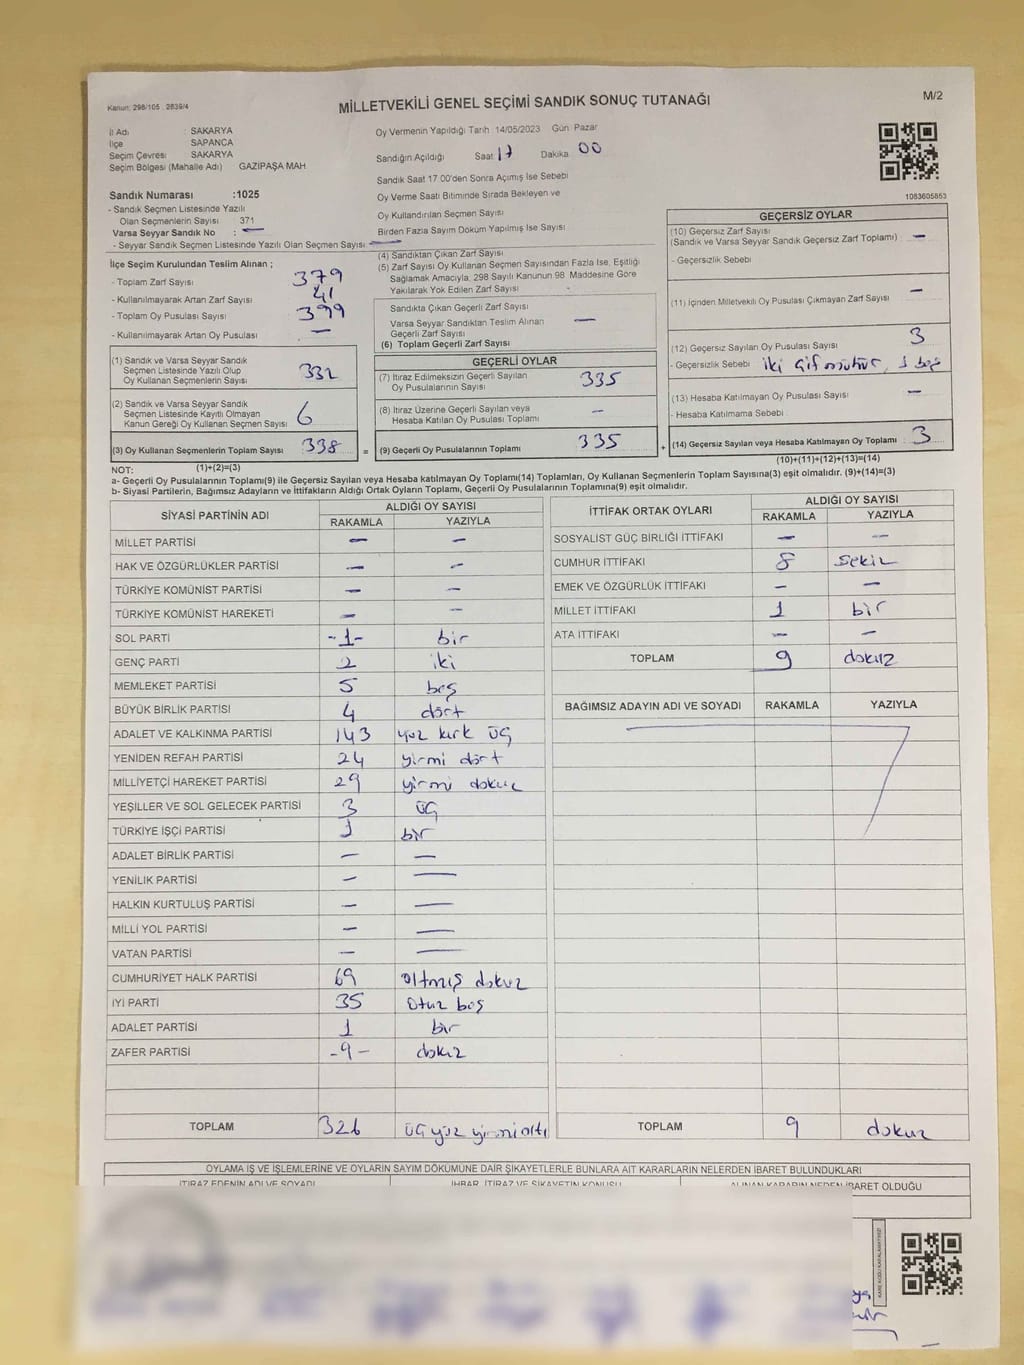 Kanun: 298/105 . 2839/4
MİLLETVEKİLİ GENEL SEÇİMİ SANDIK SONUÇ TUTANAĞI
M/2
İl Adı : SAKARYA
İlçe SAPANCA
Seçim Çevresi : SAKARYA
Seçim Bölgesi (Mahalle Adı) GAZİPAŞA MAH
Sandık Numarası :1025
- Sandık Seçmen Listesinde Yazılı
Olan Seçmenlerin Sayısı : 371
Varsa Seyyar Sandık No : —
- Seyyar Sandık Seçmen Listesinde Yazılı Olan Seçmen Sayısı: —
Oy Vermenin Yapıldığı Tarih 14/05/2023 Gün Pazar
Sandığın Açıldığı Saat 17 Dakika 00
Sandık Saat 17 00'den Sonra Açımış İse Sebebi
Oy Verme Saati Bitiminde Sırada Bekleyen ve
Oy Kullandırılan Seçmen Sayısı
Birden Fazla Sayım Döküm Yapılmış İse Sayısı
1083605853
İlçe Seçim Kurulundan Teslim Alınan ;
- Toplam Zarf Sayısı 379
- Kullanılmayarak Artan Zarf Sayısı 41
- Toplam Oy Pusulası Sayısı 379
- Kullanılmayarak Artan Oy Pusulası —
(4) Sandıktan Çıkan Zarf Sayısı
(5) Zarf Sayısı Oy Kullanan Seçmen Sayısından Fazla İse, Eşitliği
Sağlamak Amacıyla, 298 Sayılı Kanunun 98. Maddesine Göre
Yakılarak Yok Edilen Zarf Sayısı
Sandıkta Çıkan Geçerli Zarf Sayısı
Varsa Seyyar Sandıktan Teslim Alınan —
Geçerli Zarf Sayısı
(6) Toplam Geçerli Zarf Sayısı
GEÇERSİZ OYLAR
(10) Geçersiz Zarf Sayısı —
(Sandık ve Varsa Seyyar Sandık Geçersiz Zarf Toplamı)
- Geçersizlik Sebebi
(11) İçinden Milletvekili Oy Pusulası Çıkmayan Zarf Sayısı —
(12) Geçersiz Sayılan Oy Pusulası Sayısı 3
- Geçersizlik Sebebi : iki çift mühür, 1 boş
(13) Hesaba Katılmayan Oy Pusulası Sayısı —
- Hesaba Katılmama Sebebi
(14) Geçersiz Sayılan veya Hesaba Katılmayan Oy Toplamı 3
(10)+(11)+(12)+(13)=(14)
(1) Sandık ve Varsa Seyyar Sandık
Seçmen Listesinde Yazılı Olup 332
Oy Kullanan Seçmenlerin Sayısı
(2) Sandık ve Varsa Seyyar Sandık
Seçmen Listesinde Kayıtlı Olmayan 6
Kanun Gereği Oy Kullanan Seçmenlerin Sayısı :
(3) Oy Kullanan Seçmenlerin Toplam Sayısı 338 =
(1)+(2)=(3)
GEÇERLİ OYLAR
(7) İtiraz Edilmeksizin Geçerli Sayılan 335
Oy Pusulalarının Sayısı
(8) İtiraz Üzerine Geçerli Sayılan veya —
Hesaba Katılan Oy Pusulası Toplamı
(9) Geçerli Oy Pusulalarının Toplamı 335 +
NOT:
a- Geçerli Oy Pusulalarının Toplamı(9) ile Geçersiz Sayılan veya Hesaba katılmayan Oy Toplamı(14) Toplamları, Oy Kullanan Seçmenlerin Toplam Sayısına(3) eşit olmalıdır. (9)+(14)=(3)
b- Siyasi Partilerin, Bağımsız Adayların ve İttifakların Aldığı Ortak Oyların Toplamı, Geçerli Oy Pusulalarının Toplamına(9) eşit olmalıdır.
SİYASİ PARTİNİN ADI ALDIĞI OY SAYISI
RAKAMLA YAZIYLA
MİLLET PARTİSİ — —
HAK VE ÖZGÜRLÜKLER PARTİSİ — —
TÜRKİYE KOMÜNİST PARTİSİ — —
TÜRKİYE KOMÜNİST HAREKETİ — —
SOL PARTİ -1- bir
GENÇ PARTİ 2 iki
MEMLEKET PARTİSİ 5 beş
BÜYÜK BİRLİK PARTİSİ 4 dört
ADALET VE KALKINMA PARTİSİ 143 yüz kırk üç
YENİDEN REFAH PARTİSİ 24 yirmi dört
MİLLİYETÇİ HAREKET PARTİSİ 29 yirmi dokuz
YEŞİLLER VE SOL GELECEK PARTİSİ 3 üç
TÜRKİYE İŞÇİ PARTİSİ 1 bir
ADALET BİRLİK PARTİSİ — —
YENİLİK PARTİSİ — —
HALKIN KURTULUŞ PARTİSİ — —
MİLLİ YOL PARTİSİ — —
VATAN PARTİSİ — —
CUMHURİYET HALK PARTİSİ 69 altmış dokuz
İYİ PARTİ 35 otuz beş
ADALET PARTİSİ 1 bir
ZAFER PARTİSİ -9- dokuz
TOPLAM 326 üç yüz yirmi altı
İTTİFAK ORTAK OYLARI ALDIĞI OY SAYISI
RAKAMLA YAZIYLA
SOSYALİST GÜÇ BİRLİĞİ İTTİFAKI — —
CUMHUR İTTİFAKI 8 sekiz
EMEK VE ÖZGÜRLÜK İTTİFAKI — —
MİLLET İTTİFAKI 1 bir
ATA İTTİFAKI — —
TOPLAM 9 dokuz
BAĞIMSIZ ADAYIN ADI VE SOYADI RAKAMLA YAZIYLA
TOPLAM 9 dokuz
OYLAMA İŞ VE İŞLEMLERİNE VE OYLARIN SAYIM DÖKÜMÜNE DAİR ŞİKAYETLERLE BUNLARA AİT KARARLARIN NELERDEN İBARET BULUNDUKLARI
İTİRAZ EDENİN ADI VE SOYADI İHBAR, İTİRAZ VE ŞİKAYETİN KONUSU ALINAN KARARIN NEDEN İBARET OLDUĞU